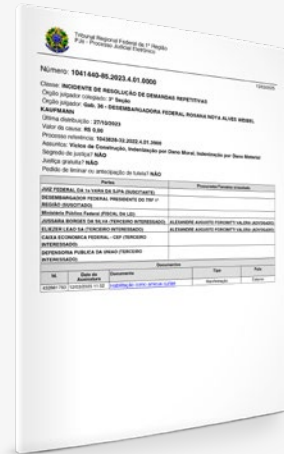 Tribunal Regional Federal da 1ª Região
PJe - Processo Judicial Eletrônico
Número: 1041440-85.2023.4.01.0000
Classe: INCIDENTE DE RESOLUÇÃO DE DEMANDAS REPETITIVAS
Órgão julgador colegiado: 3ª Seção
Órgão julgador: Gab. 36 - DESEMBARGADORA FEDERAL ROSANA NOYA ALVES WEIBEL
KAUFMANN
Última distribuição : 27/10/2023
Valor da causa: R$ 0,00
Processo referência:
Assuntos: Vícios de Construção, Indenização por Dano Moral, Indenização por Dano Material
Segredo de justiça? NÃO
Justiça gratuita? NÃO
Pedido de liminar ou antecipação de tutela? NÃO
Partes
Procurador/Terceiro vinculado
JUIZ FEDERAL DA 1a VARA DA SJPA (SUSCITANTE)
DESEMBARGADOR FEDERAL PRESIDENTE DO TRF 1ª
REGIÃO (SUSCITADO)
Ministério Público Federal (FISCAL DA LEI)
JUSSARA BORGES DA SILVA (TERCEIRO INTERESSADO) ALEXANDRE AUGUSTO FORCINITTI VALERA (ADVOGADO)
ELIEZER LEAO SA (TERCEIRO INTERESSADO) ALEXANDRE AUGUSTO FORCINITTI VALERA (ADVOGADO)
CAIXA ECONOMICA FEDERAL - CEF (TERCEIRO
INTERESSADO)
DEFENSORIA PUBLICA DA UNIAO (TERCEIRO
INTERESSADO)
Documentos
Id. Data da Documento Tipo
Assinatura
11:02 Manifestação